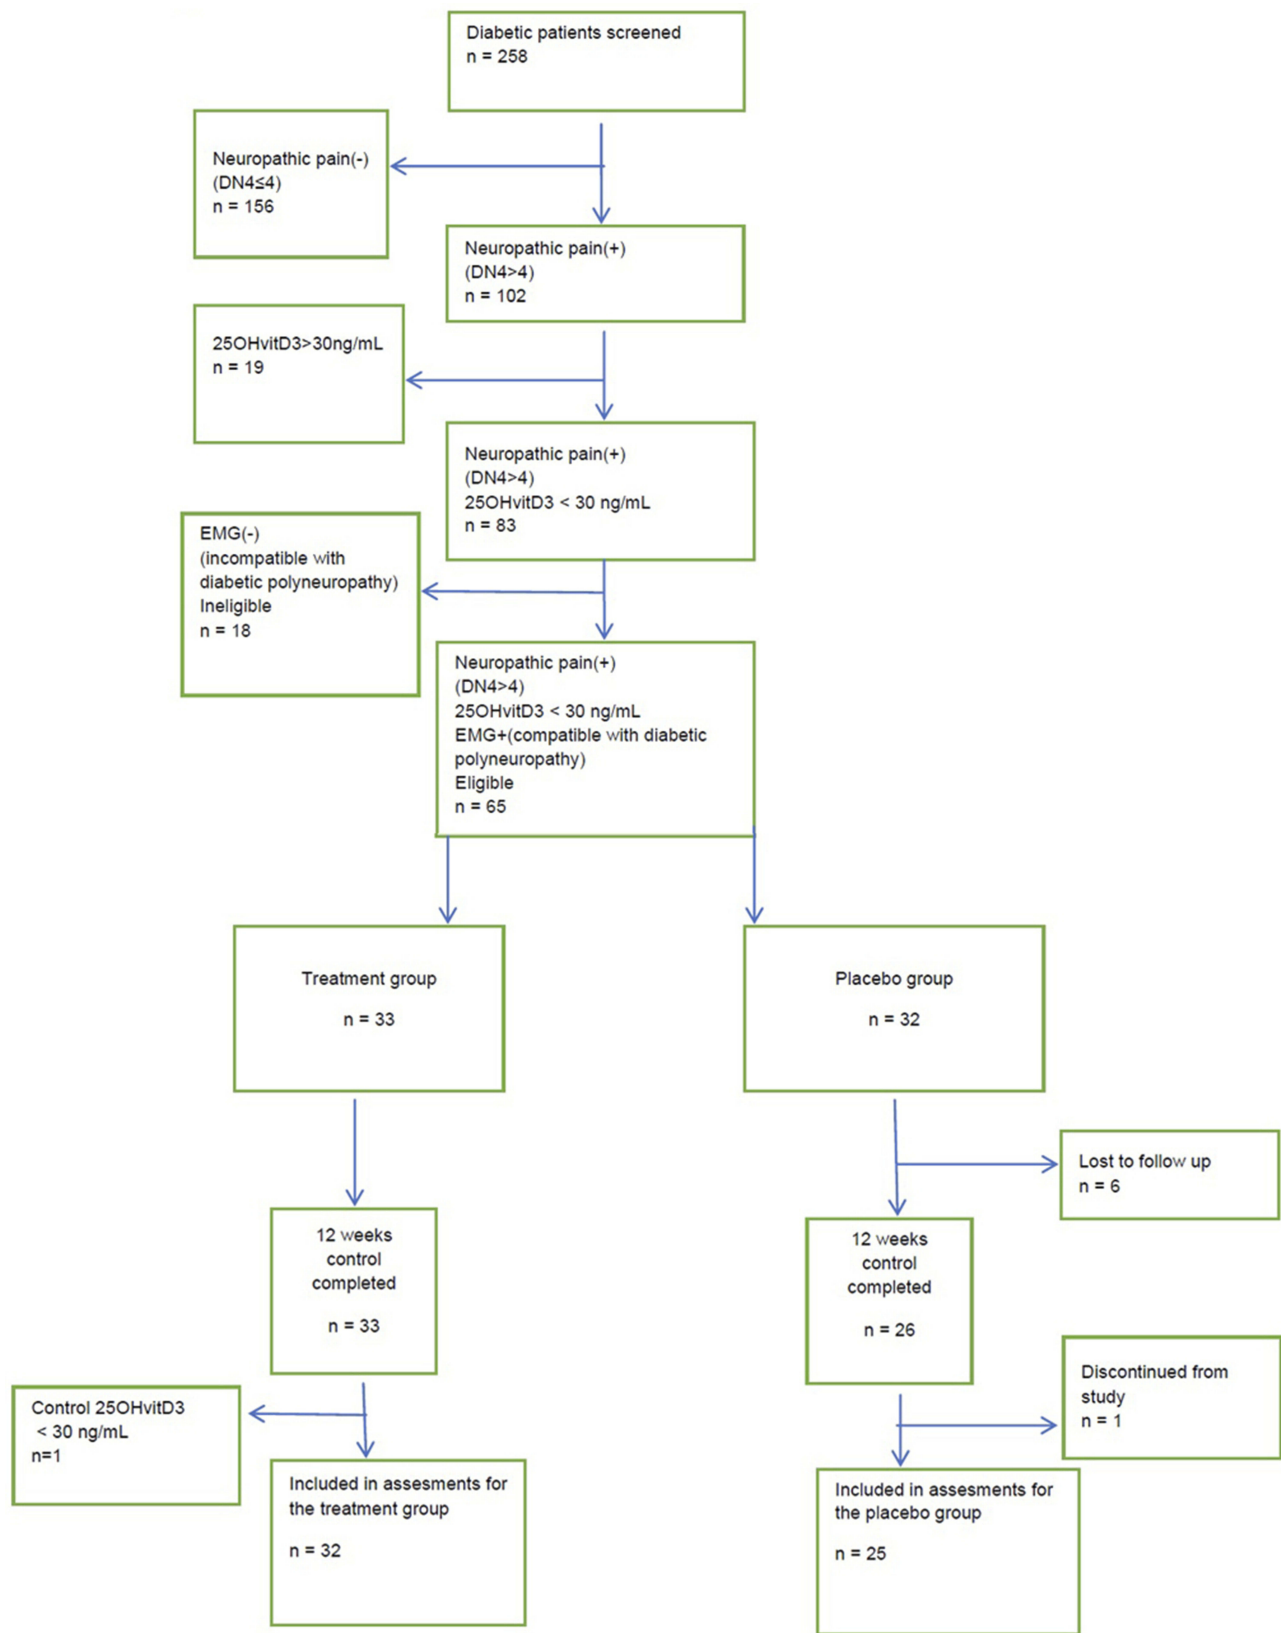 Diabetic patients screened
n = 258
Neuropathic pain(-)
(DN4≤4)
n = 156
Neuropathic pain(+)
(DN4>4)
n = 102
25OHvitD3>30ng/mL
n = 19
Neuropathic pain(+)
(DN4>4)
25OHvitD3 < 30 ng/mL
n = 83
EMG(-)
(incompatible with
diabetic polyneuropathy)
Ineligible
n = 18
Neuropathic pain(+)
(DN4>4)
25OHvitD3 < 30 ng/mL
EMG+(compatible with diabetic
polyneuropathy)
Eligible
n = 65
Treatment group
n = 33
Placebo group
n = 32
Lost to follow up
n = 6
12 weeks
control
completed
n = 33
12 weeks
control
completed
n = 26
Control 25OHvitD3
< 30 ng/mL
n=1
Discontinued from
study
n = 1
Included in assesments for
the treatment group
n = 32
Included in assesments for
the placebo group
n = 25